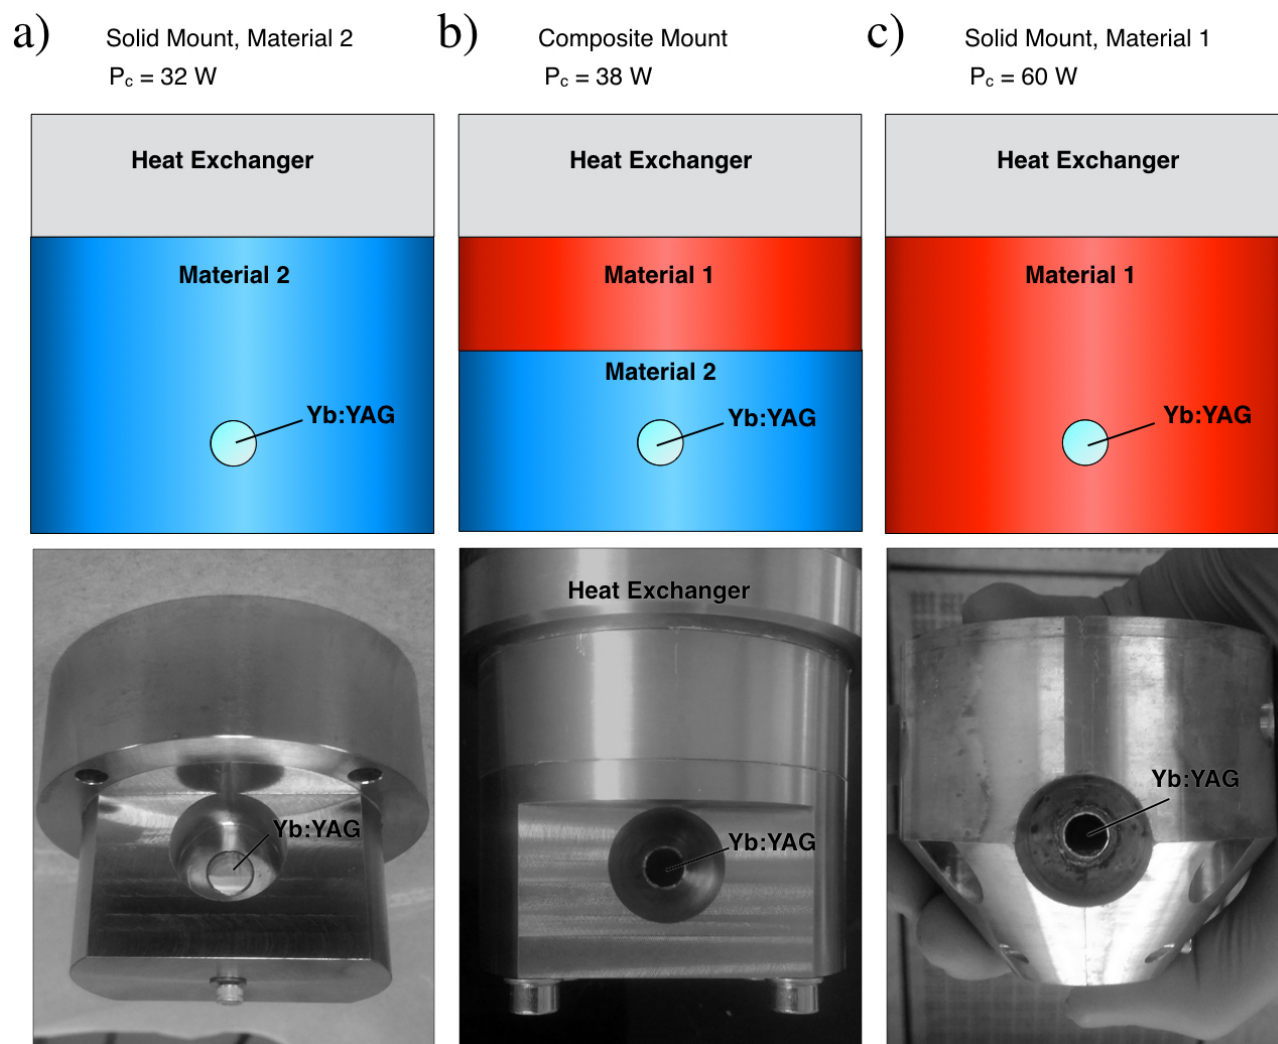 a)
Solid Mount, Material 2
Pc = 32 W
b)
Composite Mount
Pc = 38 W
c)
Solid Mount, Material 1
Pc = 60 W
Heat Exchanger
Heat Exchanger
Heat Exchanger
Material 2
Material 1
Material 1
Material 2
Yb:YAG
Yb:YAG
Yb:YAG
Heat Exchanger
Yb:YAG
Yb:YAG
Yb:YAG